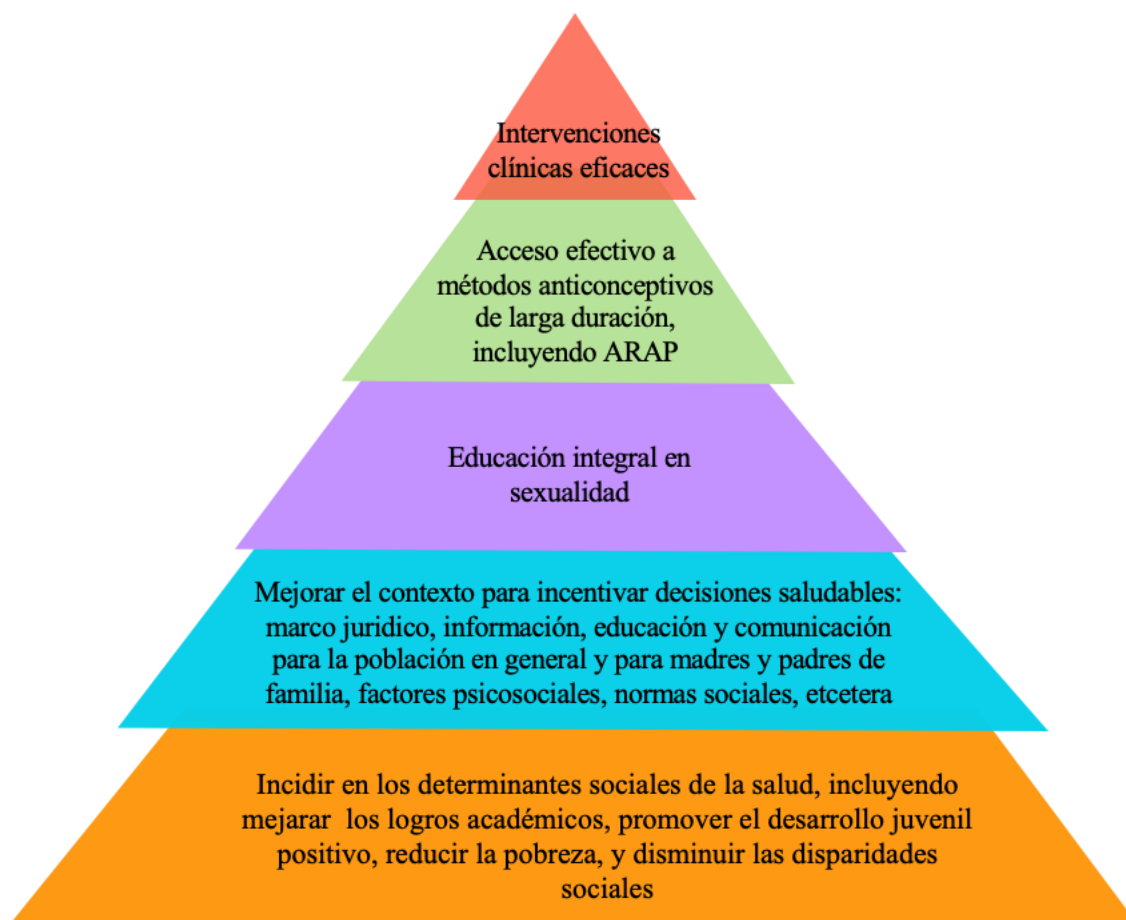 Intervenciones
clínicas eficaces
Acceso efectivo a
métodos anticonceptivos
de larga duración,
incluyendo ARAP
Educación integral en
sexualidad
Mejorar el contexto para incentivar decisiones saludables:
marco juridico, información, educación y comunicación
para la población en general y para madres y padres de
familia, factores psicosociales, normas sociales, etcetera
Incidir en los determinantes sociales de la salud, incluyendo
mejarar los logros académicos, promover el desarrollo juvenil
positivo, reducir la pobreza, y disminuir las disparidades
sociales